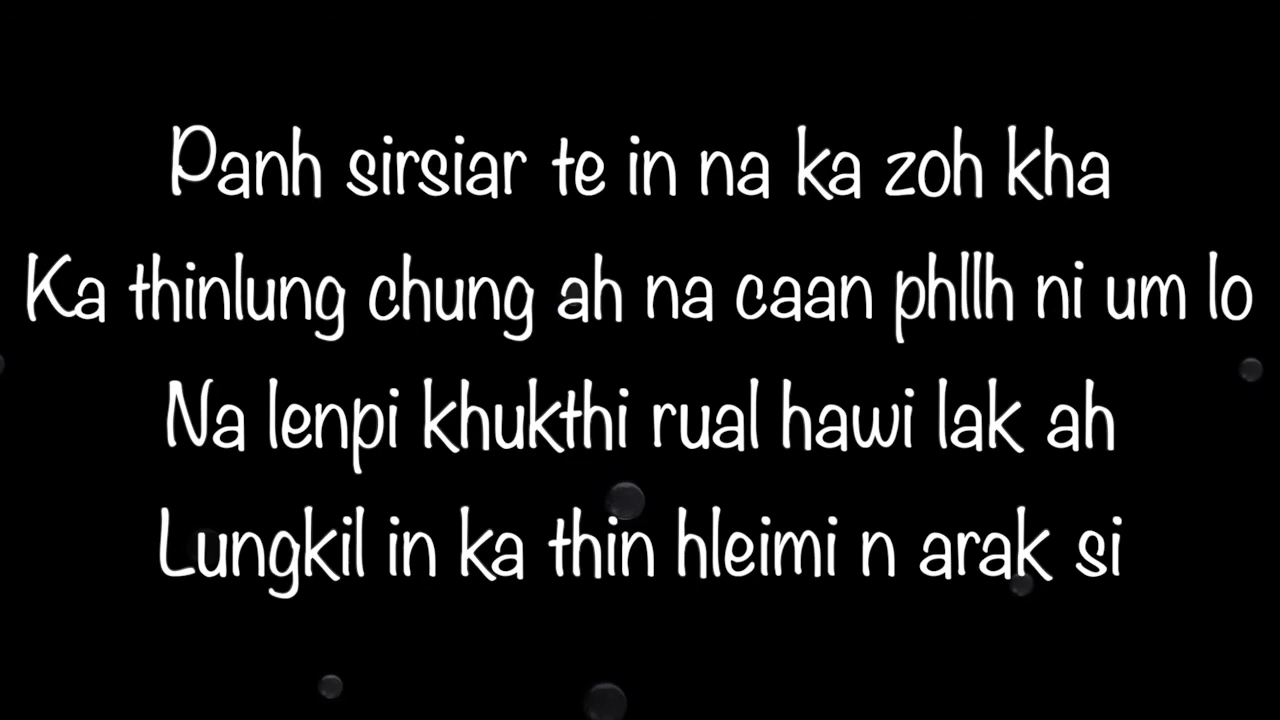 Panh sirsiar te in na ka zoh kha
Ka thinlung chung ah na caan phllh ni um lo
Na lenpi khukthi rual hawi lak ah
Lungkil in ka thin hleimi n arak si